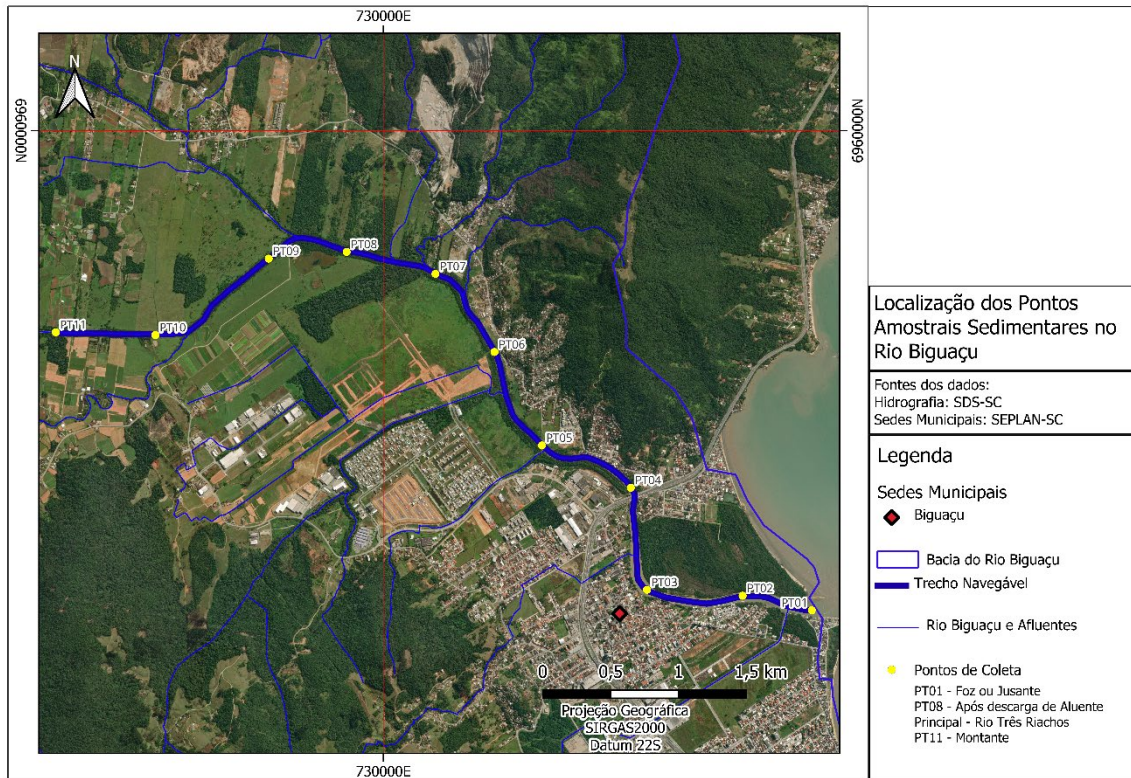 730000E
6960000N
6960000N
N
PT09
PT08
PT07
PT11
PT10
PT06
PT05
PT04
PT03
PT02
PT01
0 0,5 1 1,5 km
Projeção Geográfica
SIRGAS2000
Datum 22S
730000E
Localização dos Pontos
Amostrais Sedimentares no
Rio Biguaçu
Fontes dos dados:
Hidrografia: SDS-SC
Sedes Municipais: SEPLAN-SC
Legenda
Sedes Municipais
Biguaçu
Bacia do Rio Biguaçu
Trecho Navegável
Rio Biguaçu e Afluentes
Pontos de Coleta
PT01 - Foz ou Jusante
PT08 - Após descarga de Aluente
Principal - Rio Três Riachos
PT11 - Montante